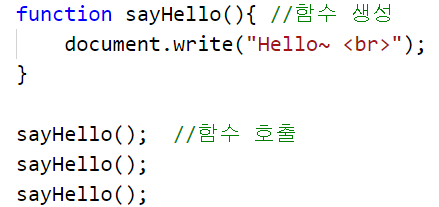 function sayHello(){ //함수 생성
    document.write("Hello~ <br>");
}

sayHello();  //함수 호출
sayHello();
sayHello();